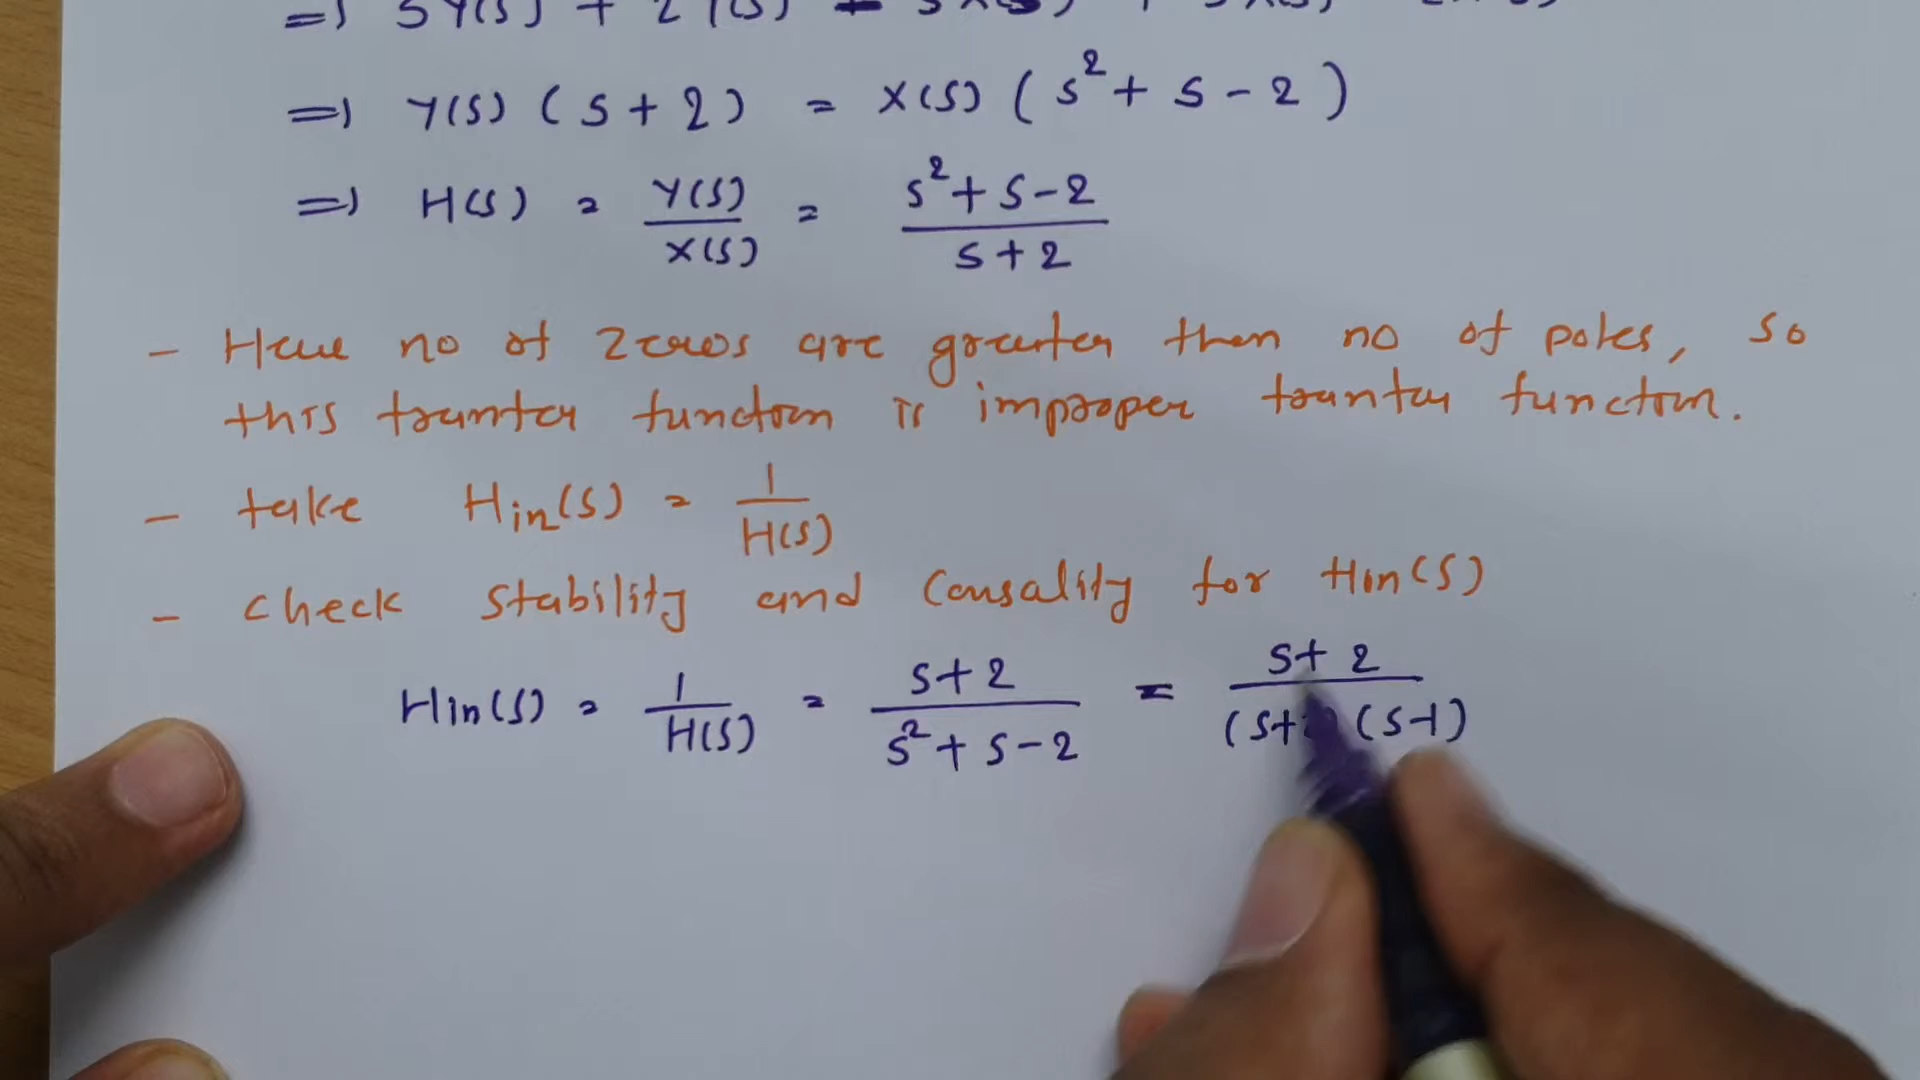 =) Y(S) (S+2) = X(S) (S²+S-2)
=) H(S) = Y(S)/X(S) = S²+S-2/S+2
- Here no of zeros are greater than no of poles, so
this transfer function is improper transfer function.
- take Hin(S) = 1/H(S)
- check stability and Causality for Hin(S)
Hin(S) = 1/H(S) = S+2/S²+S-2 = S+2/(S+2)(S-1)